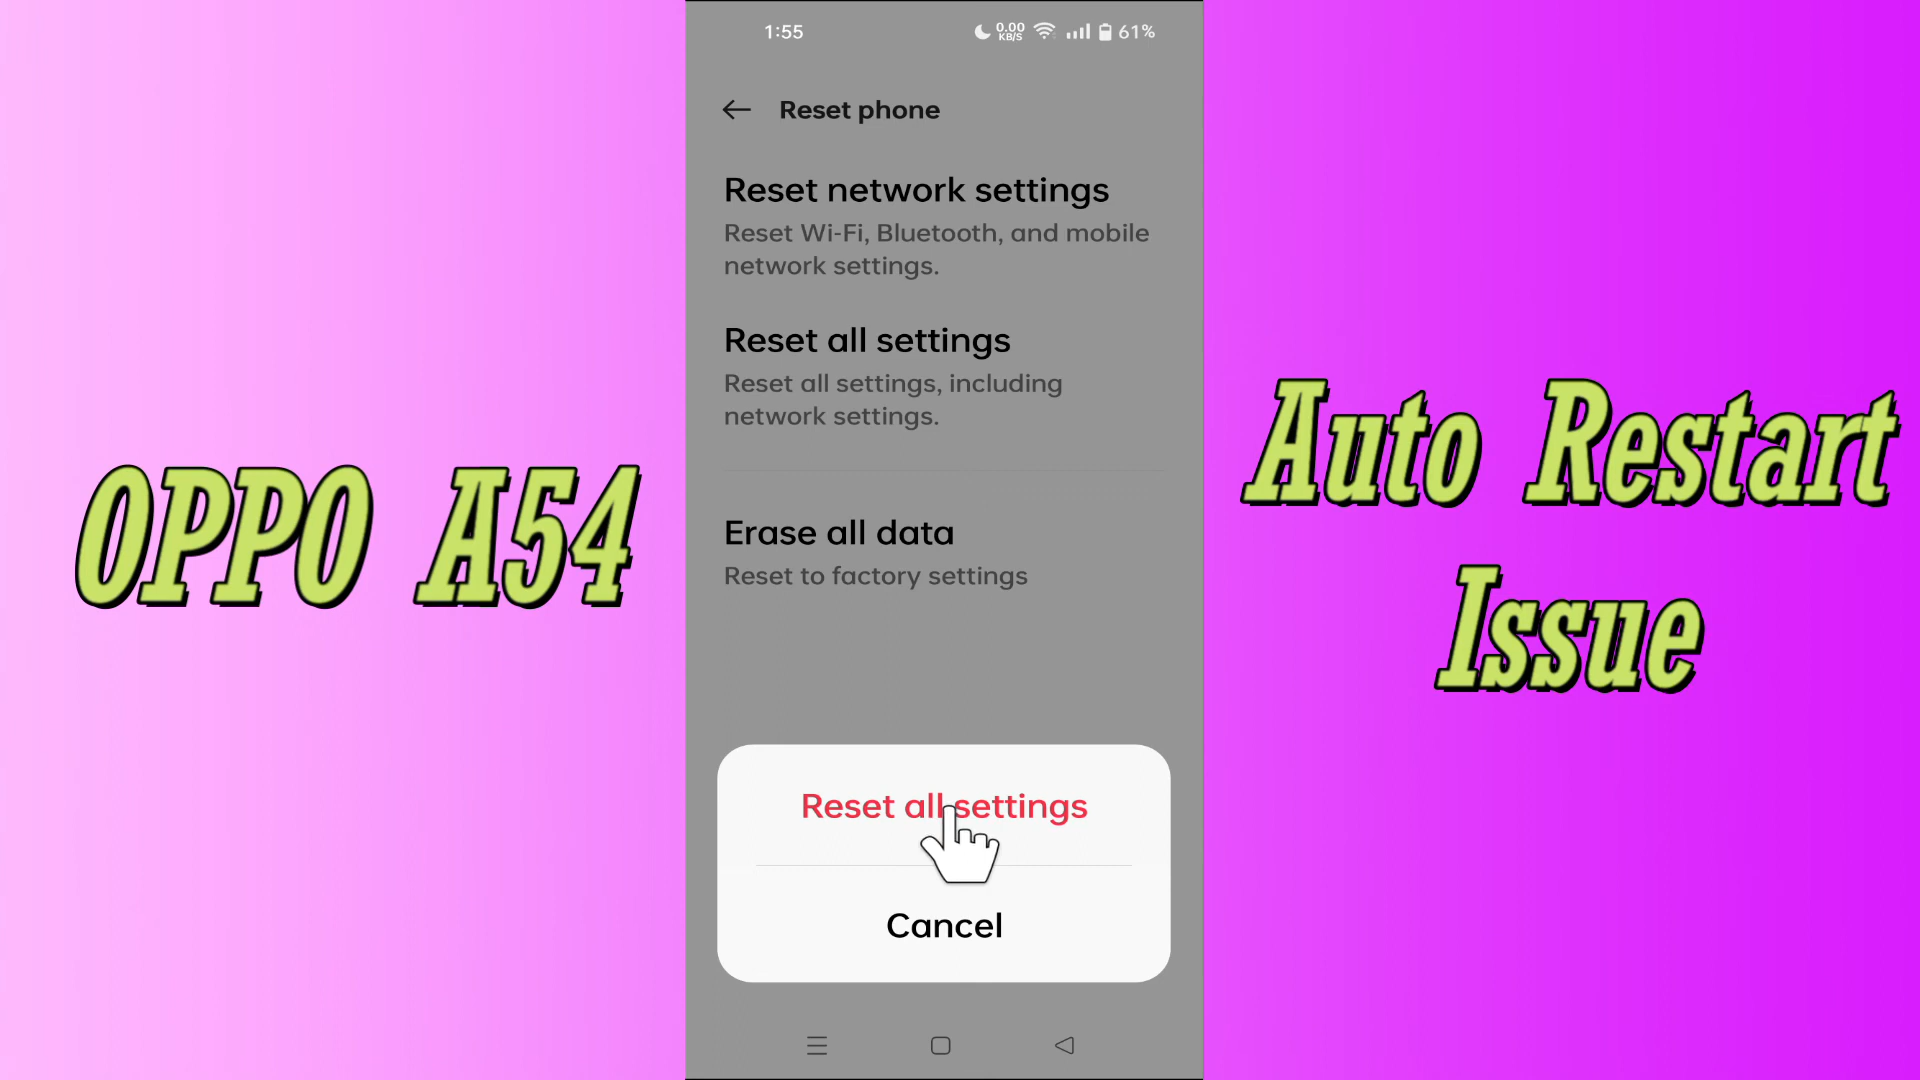 OPPO A54
1:55
0.00
KB/S
61%
Reset phone
Reset network settings
Reset Wi-Fi, Bluetooth, and mobile
network settings.
Reset all settings
Reset all settings, including
network settings.
Erase all data
Reset to factory settings
Reset all settings
Cancel
Auto Restart
Issue